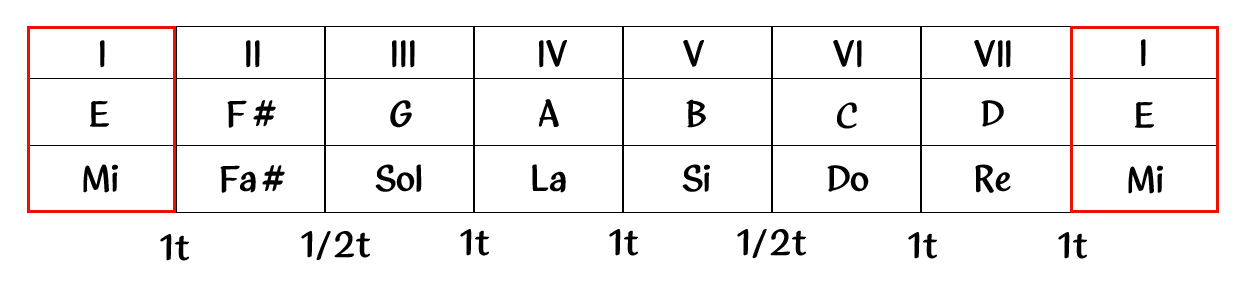 I II III IV V VI VII I
E F# G A B C D E
Mi Fa# Sol La Si Do Re Mi
1t 1/2t 1t 1t 1/2t 1t 1t